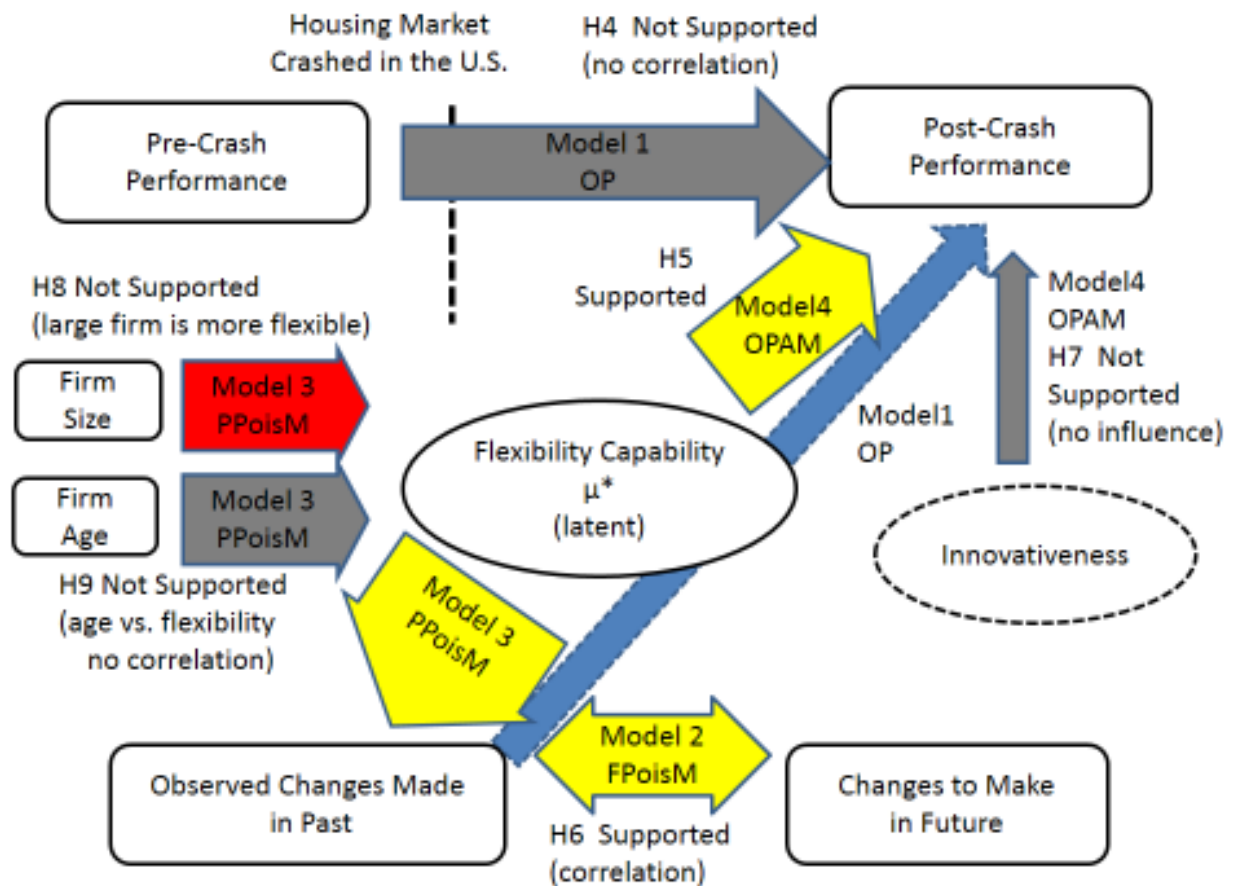 Housing Market
Crashed in the U.S.
H4  Not Supported
(no correlation)
Pre-Crash
Performance
Model 1
OP
Post-Crash
Performance
H5
Supported
Model4
OPAM
H8 Not Supported
(large firm is more flexible)
Firm
Size
Model 3
PPoisM
Firm
Age
Model 3
PPoisM
H9 Not Supported
(age vs. flexibility
no correlation)
Flexibility Capability
μ*
(latent)
Model1
OP
Model4
OPAM
H7  Not
Supported
(no influence)
Innovativeness
Model 3
PPoisM
Observed Changes Made
in Past
Model 2
FPoisM
H6  Supported
(correlation)
Changes to Make
in Future